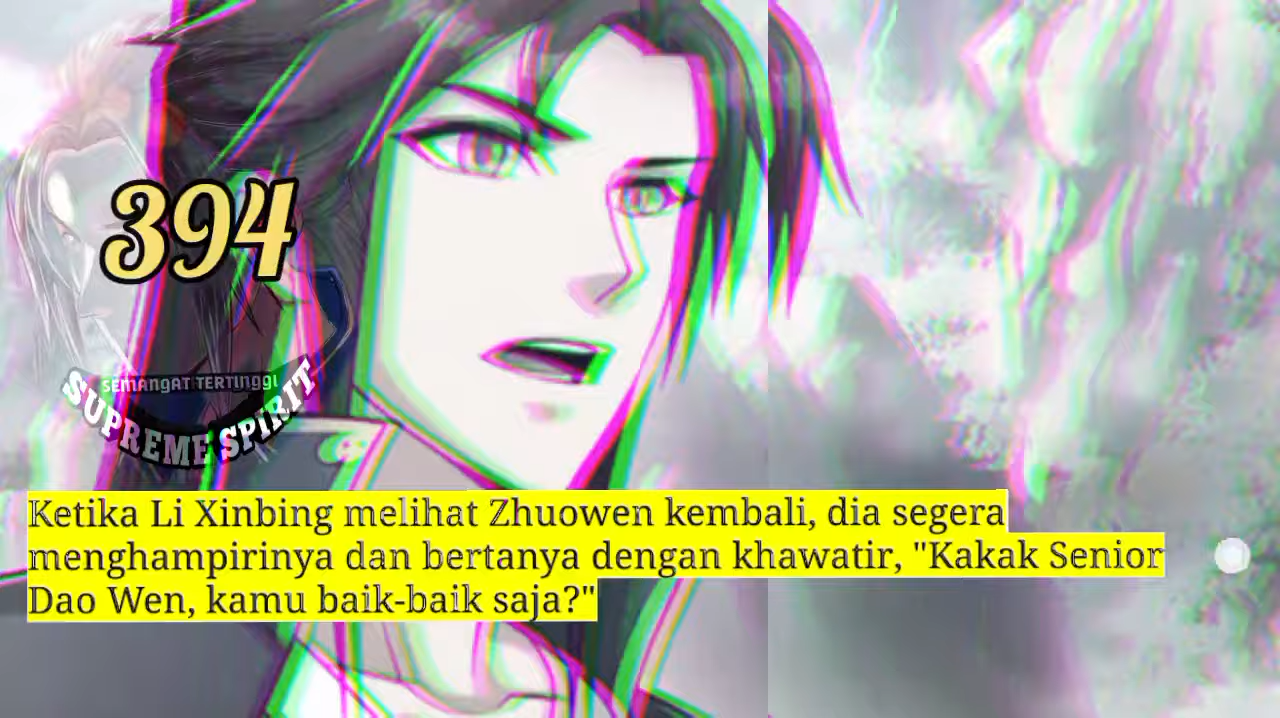 394
SEMANGAT TERTINGGI
SUPREME SPIRIT
Ketika Li Xinbing melihat Zhuowen kembali, dia segera
menghampirinya dan bertanya dengan khawatir, "Kakak Senior
Dao Wen, kamu baik-baik saja?"